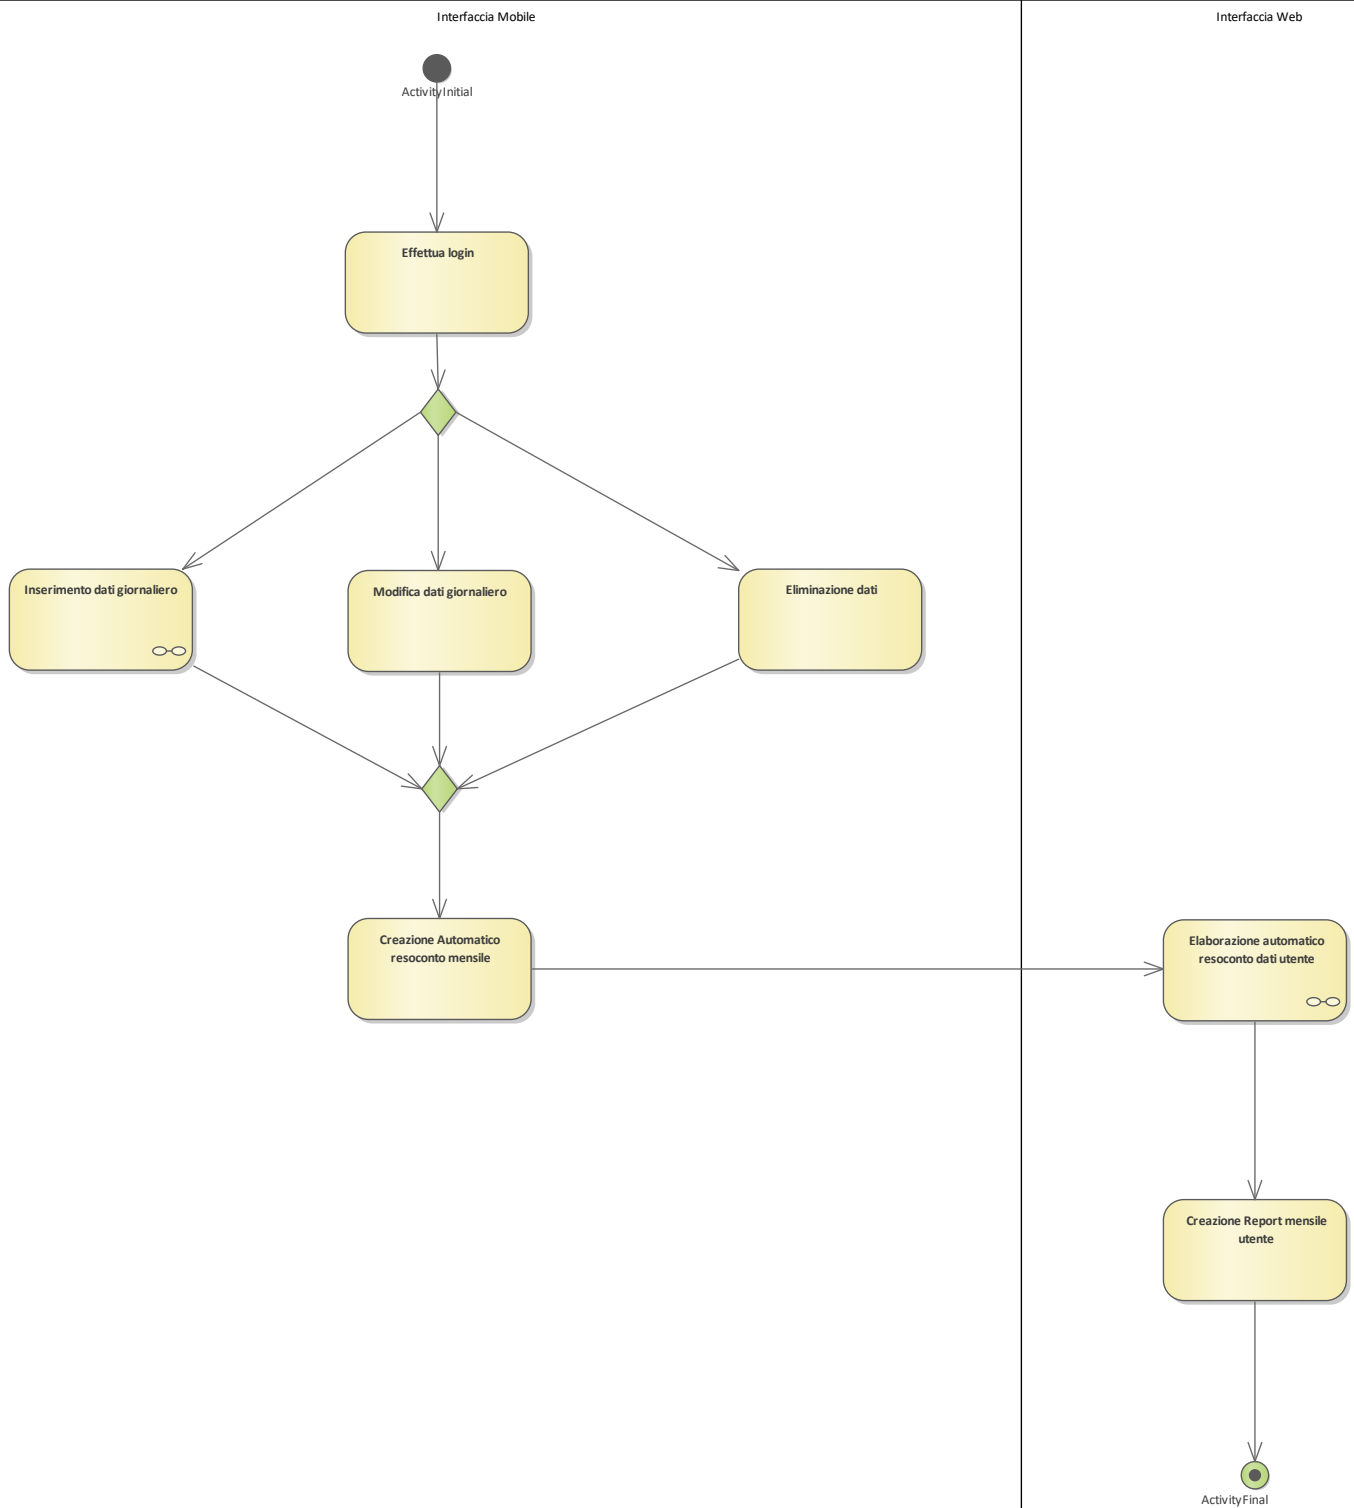 Interfaccia Mobile
Interfaccia Web
ActivityInitial
Effettua login
Inserimento dati giornaliero
Modifica dati giornaliero
Eliminazione dati
Creazione Automatico
resoconto mensile
Elaborazione automatico
resoconto dati utente
Creazione Report mensile
utente
ActivityFinal